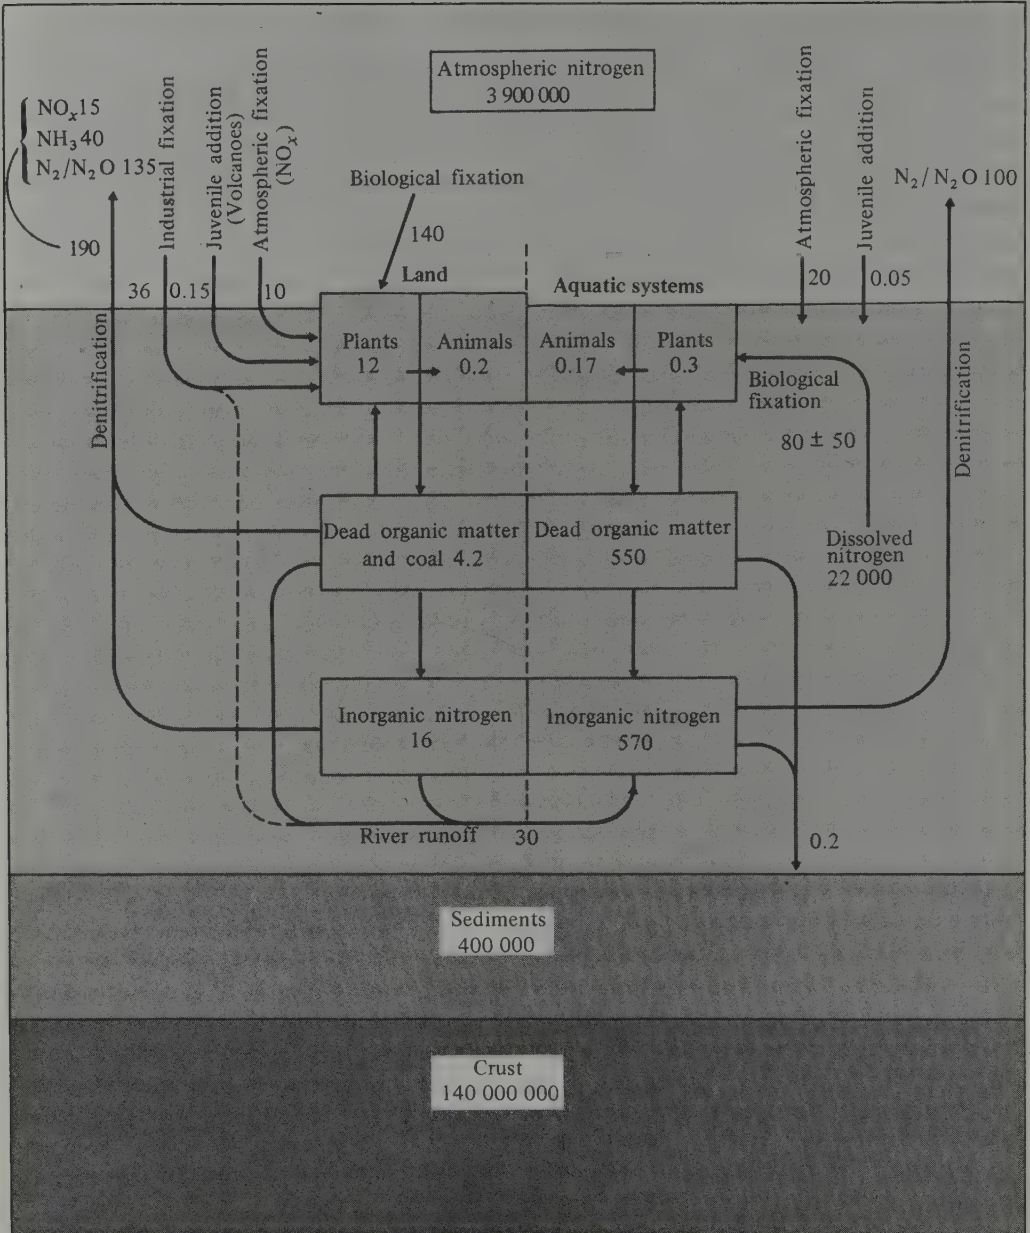 Atmospheric nitrogen
3 900 000
NOₓ15
NH₃40
N₂/N₂O 135
190
Industrial fixation
Juvenile addition
(Volcanoes)
Atmospheric fixation
(NOₓ)
Biological fixation
140
Atmospheric fixation
Juvenile addition
N₂/N₂O 100
36
0.15
10
Land
Aquatic systems
20
0.05
Denitrification
Plants
12
Animals
0.2
Animals
0.17
Plants
0.3
Biological
fixation
80 ± 50
Denitrification
Dead organic matter
and coal 4.2
Dead organic matter
550
Dissolved
nitrogen
22 000
Inorganic nitrogen
16
Inorganic nitrogen
570
River runoff
30
0.2
Sediments
400 000
Crust
140 000 000